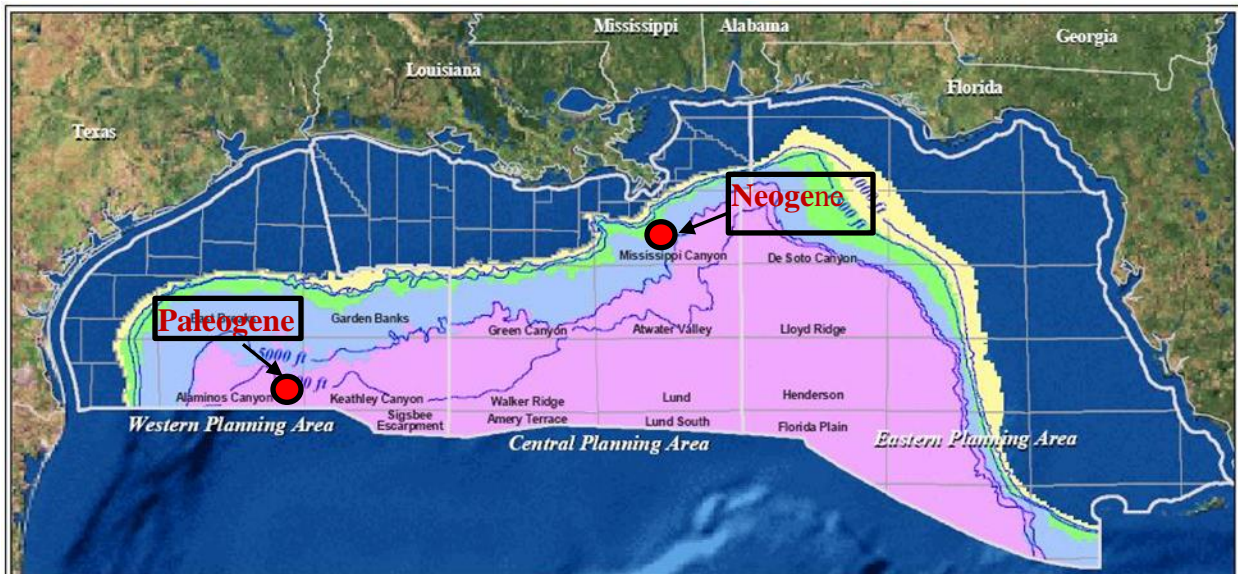 Mississippi
Alabama
Georgia
Louisiana
Florida
Texas
Neogene
Mississippi Canyon
De Soto Canyon
Paleogene
Garden Banks
Green Canyon
Atwater Valley
Lloyd Ridge
5000 ft
ft
Alaminos Canyon
Keathley Canyon
Walker Ridge
Lund
Henderson
Sigsbee
Escarpment
Amery Terrace
Lund South
Florida Plain
Western Planning Area
Central Planning Area
Eastern Planning Area